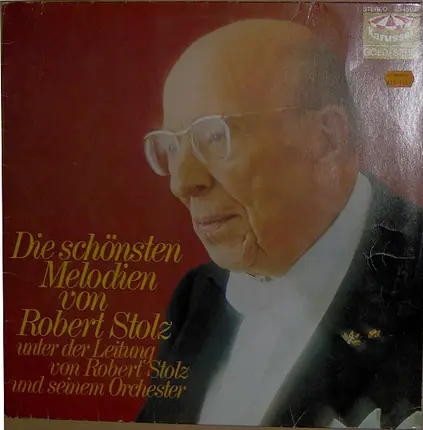 STEREO
Karussell
Die schönsten
Melodien
von
Robert Stolz
unter der Leitung
von Robert Stolz
und seinem Orchester